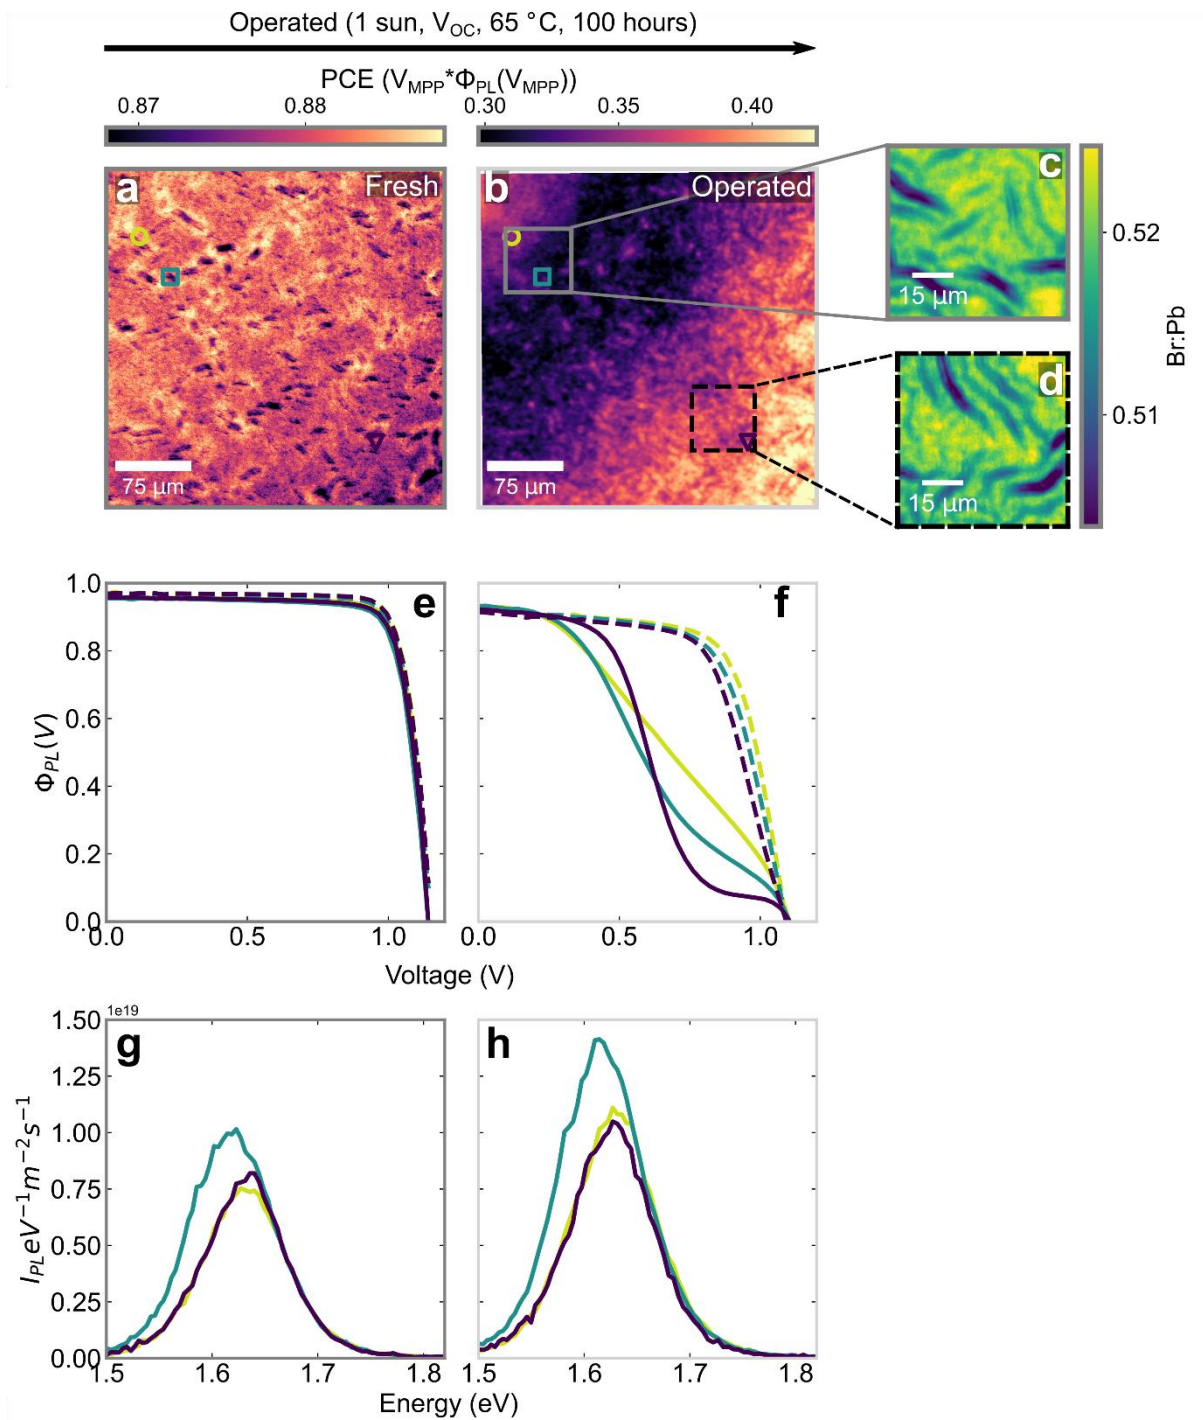 Operated (1 sun, V_OC, 65 °C, 100 hours)
PCE (V_MPP*Φ_PL(V_MPP))
0.87 0.88
0.30 0.35 0.40
a Fresh
75 μm
b Operated
75 μm
c
15 μm
d
15 μm
0.52
0.51
Br:Pb
e
f
1.0
0.8
0.6
0.4
0.2
0.0
Φ_PL(V)
0.0 0.5 1.0
0.0 0.5 1.0
Voltage (V)
1e19
g
h
1.50
1.25
1.00
0.75
0.50
0.25
0.00
I_PL eV⁻¹m⁻²s⁻¹
1.5 1.6 1.7 1.8
1.5 1.6 1.7 1.8
Energy (eV)